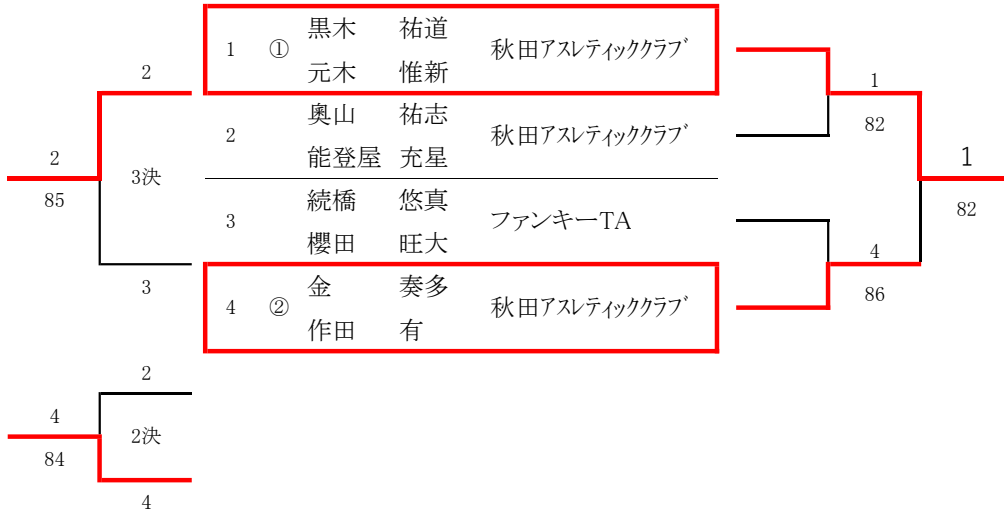 黒木 祐道
1 ① 秋田アスレティッククラブ
元木 惟新
2
1
82
奥山 祐志
2 秋田アスレティッククラブ
能登屋 充星
2
3決
85
1
82
続橋 悠真
3 ファンキーTA
櫻田 旺大
3
4
86
金 奏多
4 ② 秋田アスレティッククラブ
作田 有
2
4
2決
84
4